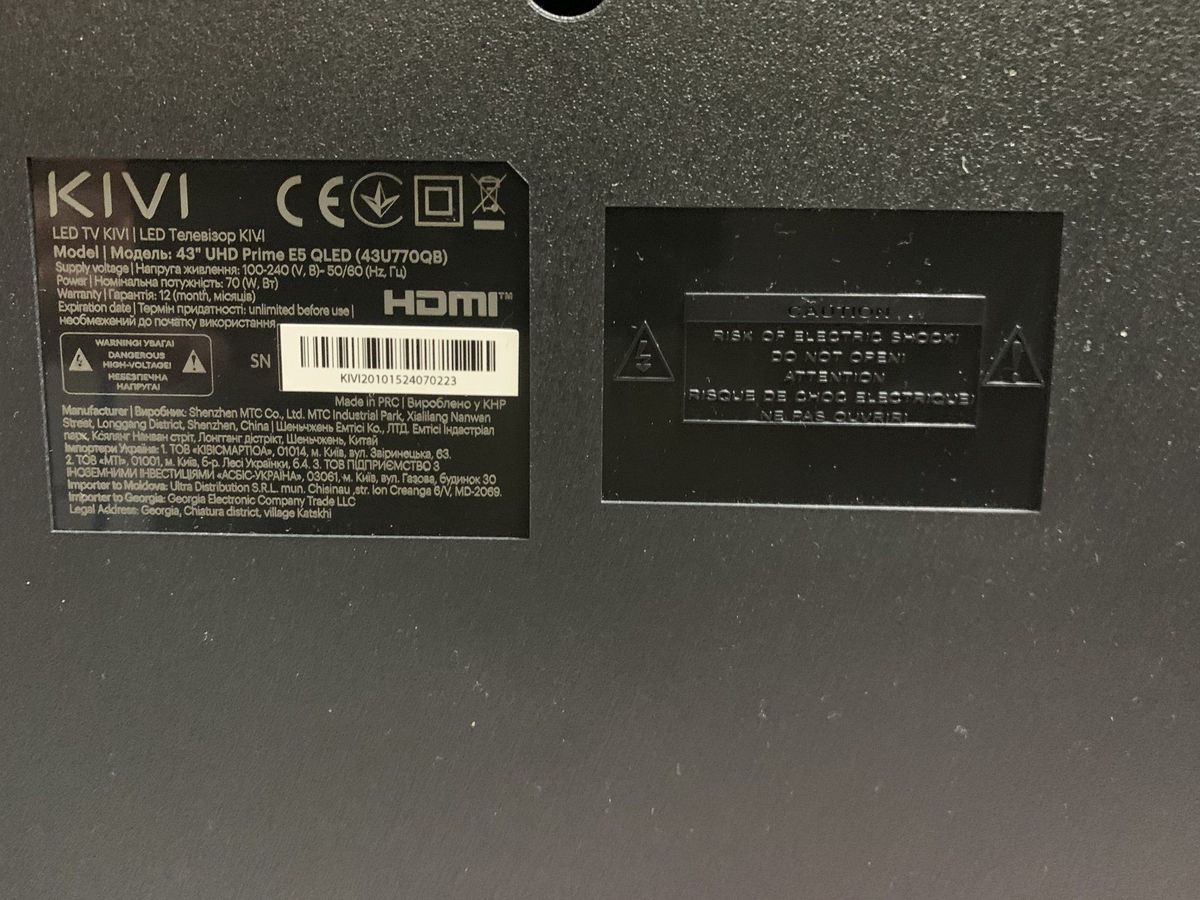 KIVI
CE
LED TV KIVI | LED Телевізор KIVI
Model | Модель: 43" UHD Prime E5 QLED (43U770QB)
Supply voltage | Напруга живлення: 100-240 (V, В)- 50/60 (Hz, Гц)
Power | Номінальна потужність: 70 (W, Вт)
Warranty | Гарантія: 12 (month, місяців)
Expiration date | Термін придатності: unlimited before use |
необмежений до початку використання
HDMI™
WARNING! УВАГА!
DANGEROUS
HIGH-VOLTAGE!
НЕБЕЗПЕЧНА
НАПРУГА!
SN
KIVI20101524070223
Made in PRC | Вироблено у КНР
Manufacturer | Виробник: Shenzhen MTC Co., Ltd. MTC Industrial Park, Xialilang Nanwan
Street, Longgang District, Shenzhen, China | Шеньчжень Емтісі Ко., ЛТД. Емтісі Індастріал
парк, Ксялянг Нанван стріт, Лонгганг дістрікт, Шеньчжень, Китай
Імпортери Україна: 1. ТОВ «КІВІСМАРТЮА», 01014, м. Київ, вул. Звіринецька, 63.
2. ТОВ «МТІ», 01001, м. Київ, б-р. Лесі Українки, б.4. 3. ТОВ ПІДПРИЄМСТВО З
ІНОЗЕМНИМИ ІНВЕСТИЦІЯМИ «АСБІС-УКРАЇНА», 03061, м. Київ, вул. Газова, будинок 30
Importer to Moldova: Ultra Distribution S.R.L. mun. Chisinau ,str. Ion Creanga 6/V, MD-2069.
Importer to Georgia: Georgia Electronic Company Trade LLC
Legal Address: Georgia, Chiatura district, village Katskhi
CAUTION
RISK OF ELECTRIC SHOCK!
DO NOT OPEN!
ATTENTION
RISQUE DE CHOC ELECTRIQUE!
NE PAS OUVRIR!